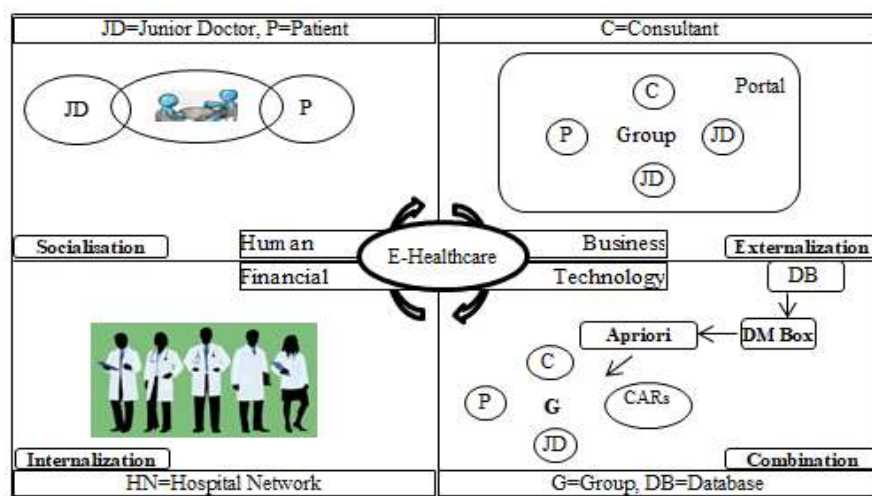 JD=Junior Doctor, P=Patient
C=Consultant
JD
P
Portal
C
P
Group
JD
JD
Socialisation
Human
Business
Externalization
E-Healthcare
Financial
Technology
DB
Apriori
DM Box
C
P
G
CARs
JD
Internalization
Combination
HN=Hospital Network
G=Group, DB=Database